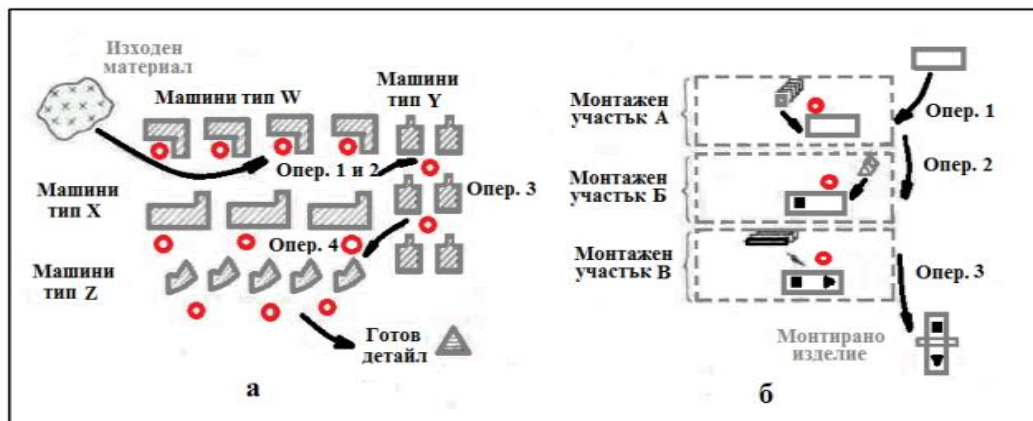 Изходен
материал
Машини тип W
Машини
тип Y
Опер. 1 и 2
Опер. 3
Машини
тип X
Опер. 4
Машини
тип Z
Готов
детайл
а
Монтажен
участък А
Опер. 1
Монтажен
участък Б
Опер. 2
Монтажен
участък В
Опер. 3
Монтирано
изделие
б